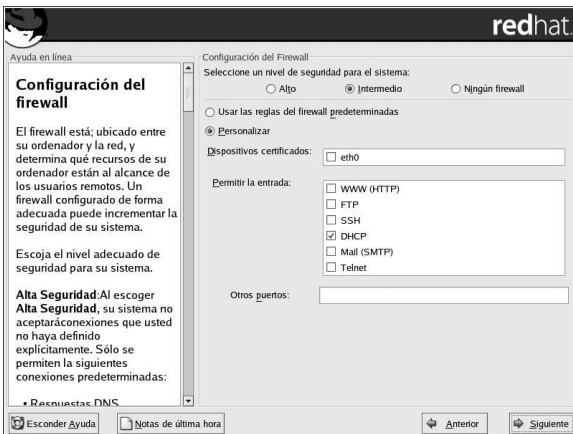 redhat.
Ayuda en línea
Configuración del
firewall
El firewall está; ubicado entre
su ordenador y la red, y
determina qué recursos de su
ordenador están al alcance de
los usuarios remotos. Un
firewall configurado de forma
adecuada puede incrementar la
seguridad de su sistema.
Escoja el nivel adecuado de
seguridad para su sistema.
Alta Seguridad:Al escoger
Alta Seguridad, su sistema no
aceptaráconexiones que usted
no haya definido
explícitamente. Sólo se
permiten la siguientes
conexiones predeterminadas:
• Respuestas DNS
Configuración del Firewall
Seleccione un nivel de seguridad para el sistema:
Alto Intermedio Ningún firewall
Usar las reglas del firewall predeterminadas
Personalizar
Dispositivos certificados: eth0
Permitir la entrada: WWW (HTTP)
FTP
SSH
DHCP
Mail (SMTP)
Telnet
Otros puertos:
Esconder Ayuda Notas de última hora Anterior Siguiente